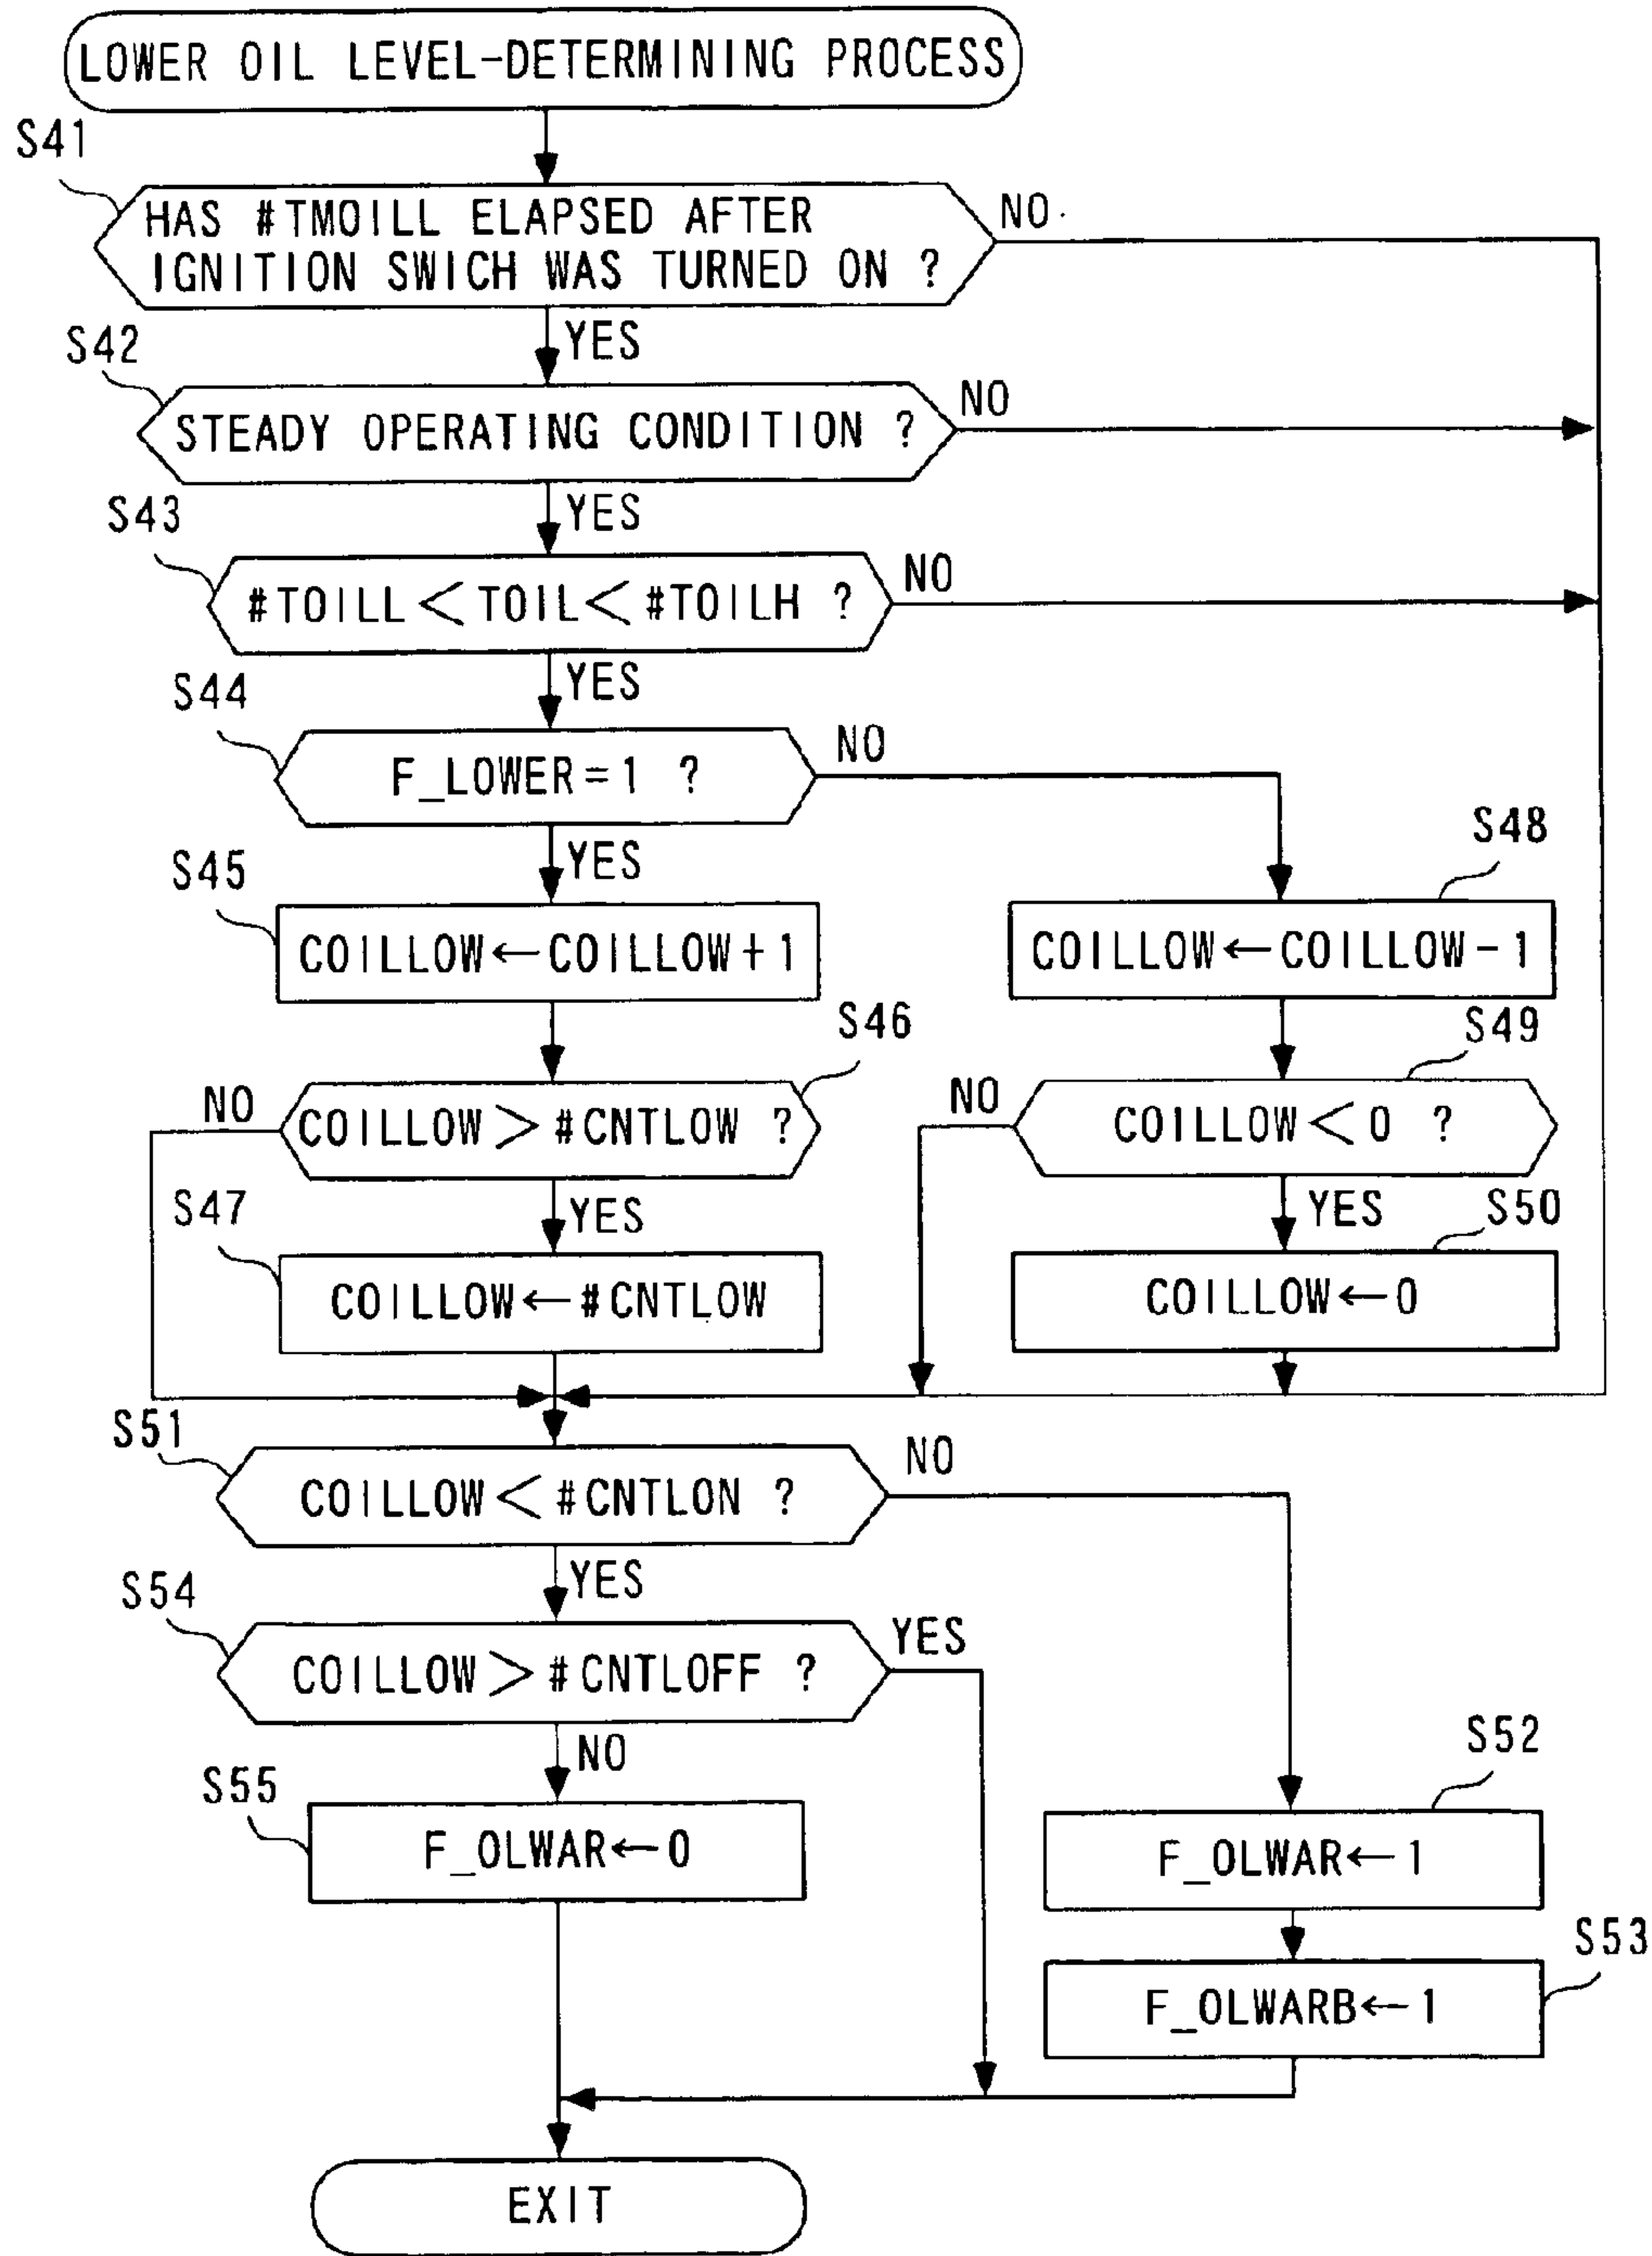 LOWER OIL LEVEL-DETERMINING PROCESS
S41
HAS #TMOILL ELAPSED AFTER
IGNITION SWICH WAS TURNED ON ?
NO
YES
S42
STEADY OPERATING CONDITION ?
NO
YES
S43
#TOILL<TOIL<#TOILH ?
NO
YES
S44
F_LOWER=1 ?
NO
YES
S45
COILLOW←COILLOW+1
S48
COILLOW←COILLOW-1
S46
COILLOW>#CNTLOW ?
NO
YES
S49
COILLOW<0 ?
NO
YES
S47
COILLOW←#CNTLOW
S50
COILLOW←0
S51
COILLOW<#CNTLON ?
NO
YES
S54
COILLOW>#CNTLOFF ?
YES
NO
S55
F_OLWAR←0
S52
F_OLWAR←1
S53
F_OLWARB←1
EXIT